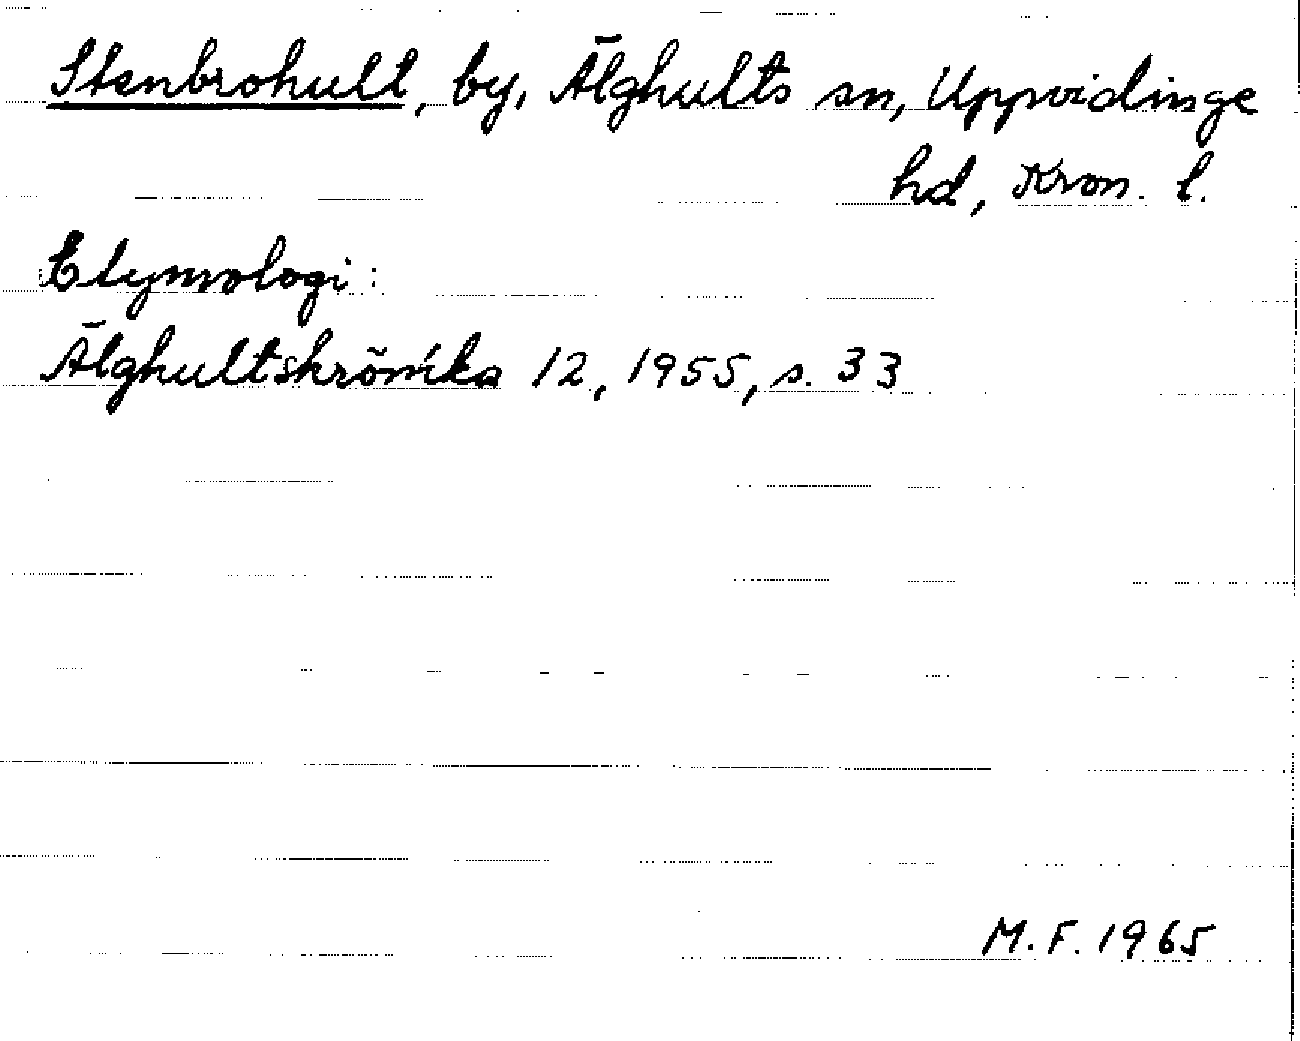 Stenbrohult, by, Älghults sn, Uppvidinge
hd, Kron. l.
Etymologi:
Älghultskrönika 12, 1955, s. 33
M. F. 1965